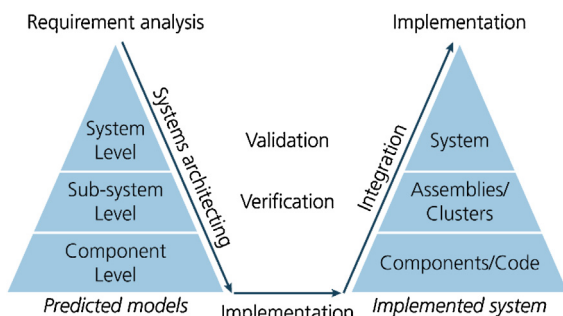 Requirement analysis
Implementation
Systems architecting
Integration
System
Level
Sub-system
Level
Component
Level
Validation
Verification
System
Assemblies/
Clusters
Components/Code
Predicted models
Implementation
Implemented system